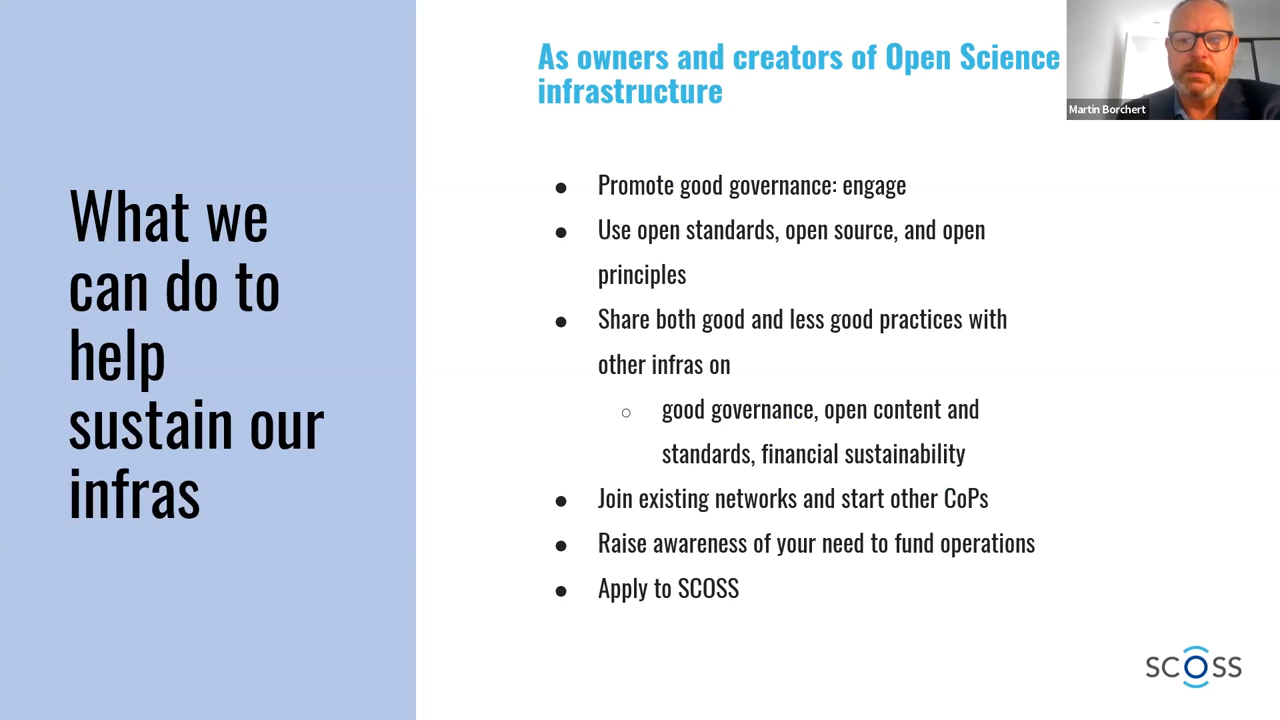 As owners and creators of Open Science
infrastructure
Martin Borchert
What we
can do to
help
sustain our
infras
● Promote good governance: engage
● Use open standards, open source, and open
principles
● Share both good and less good practices with
other infras on
○ good governance, open content and
standards, financial sustainability
● Join existing networks and start other CoPs
● Raise awareness of your need to fund operations
● Apply to SCOSS
SCOSS